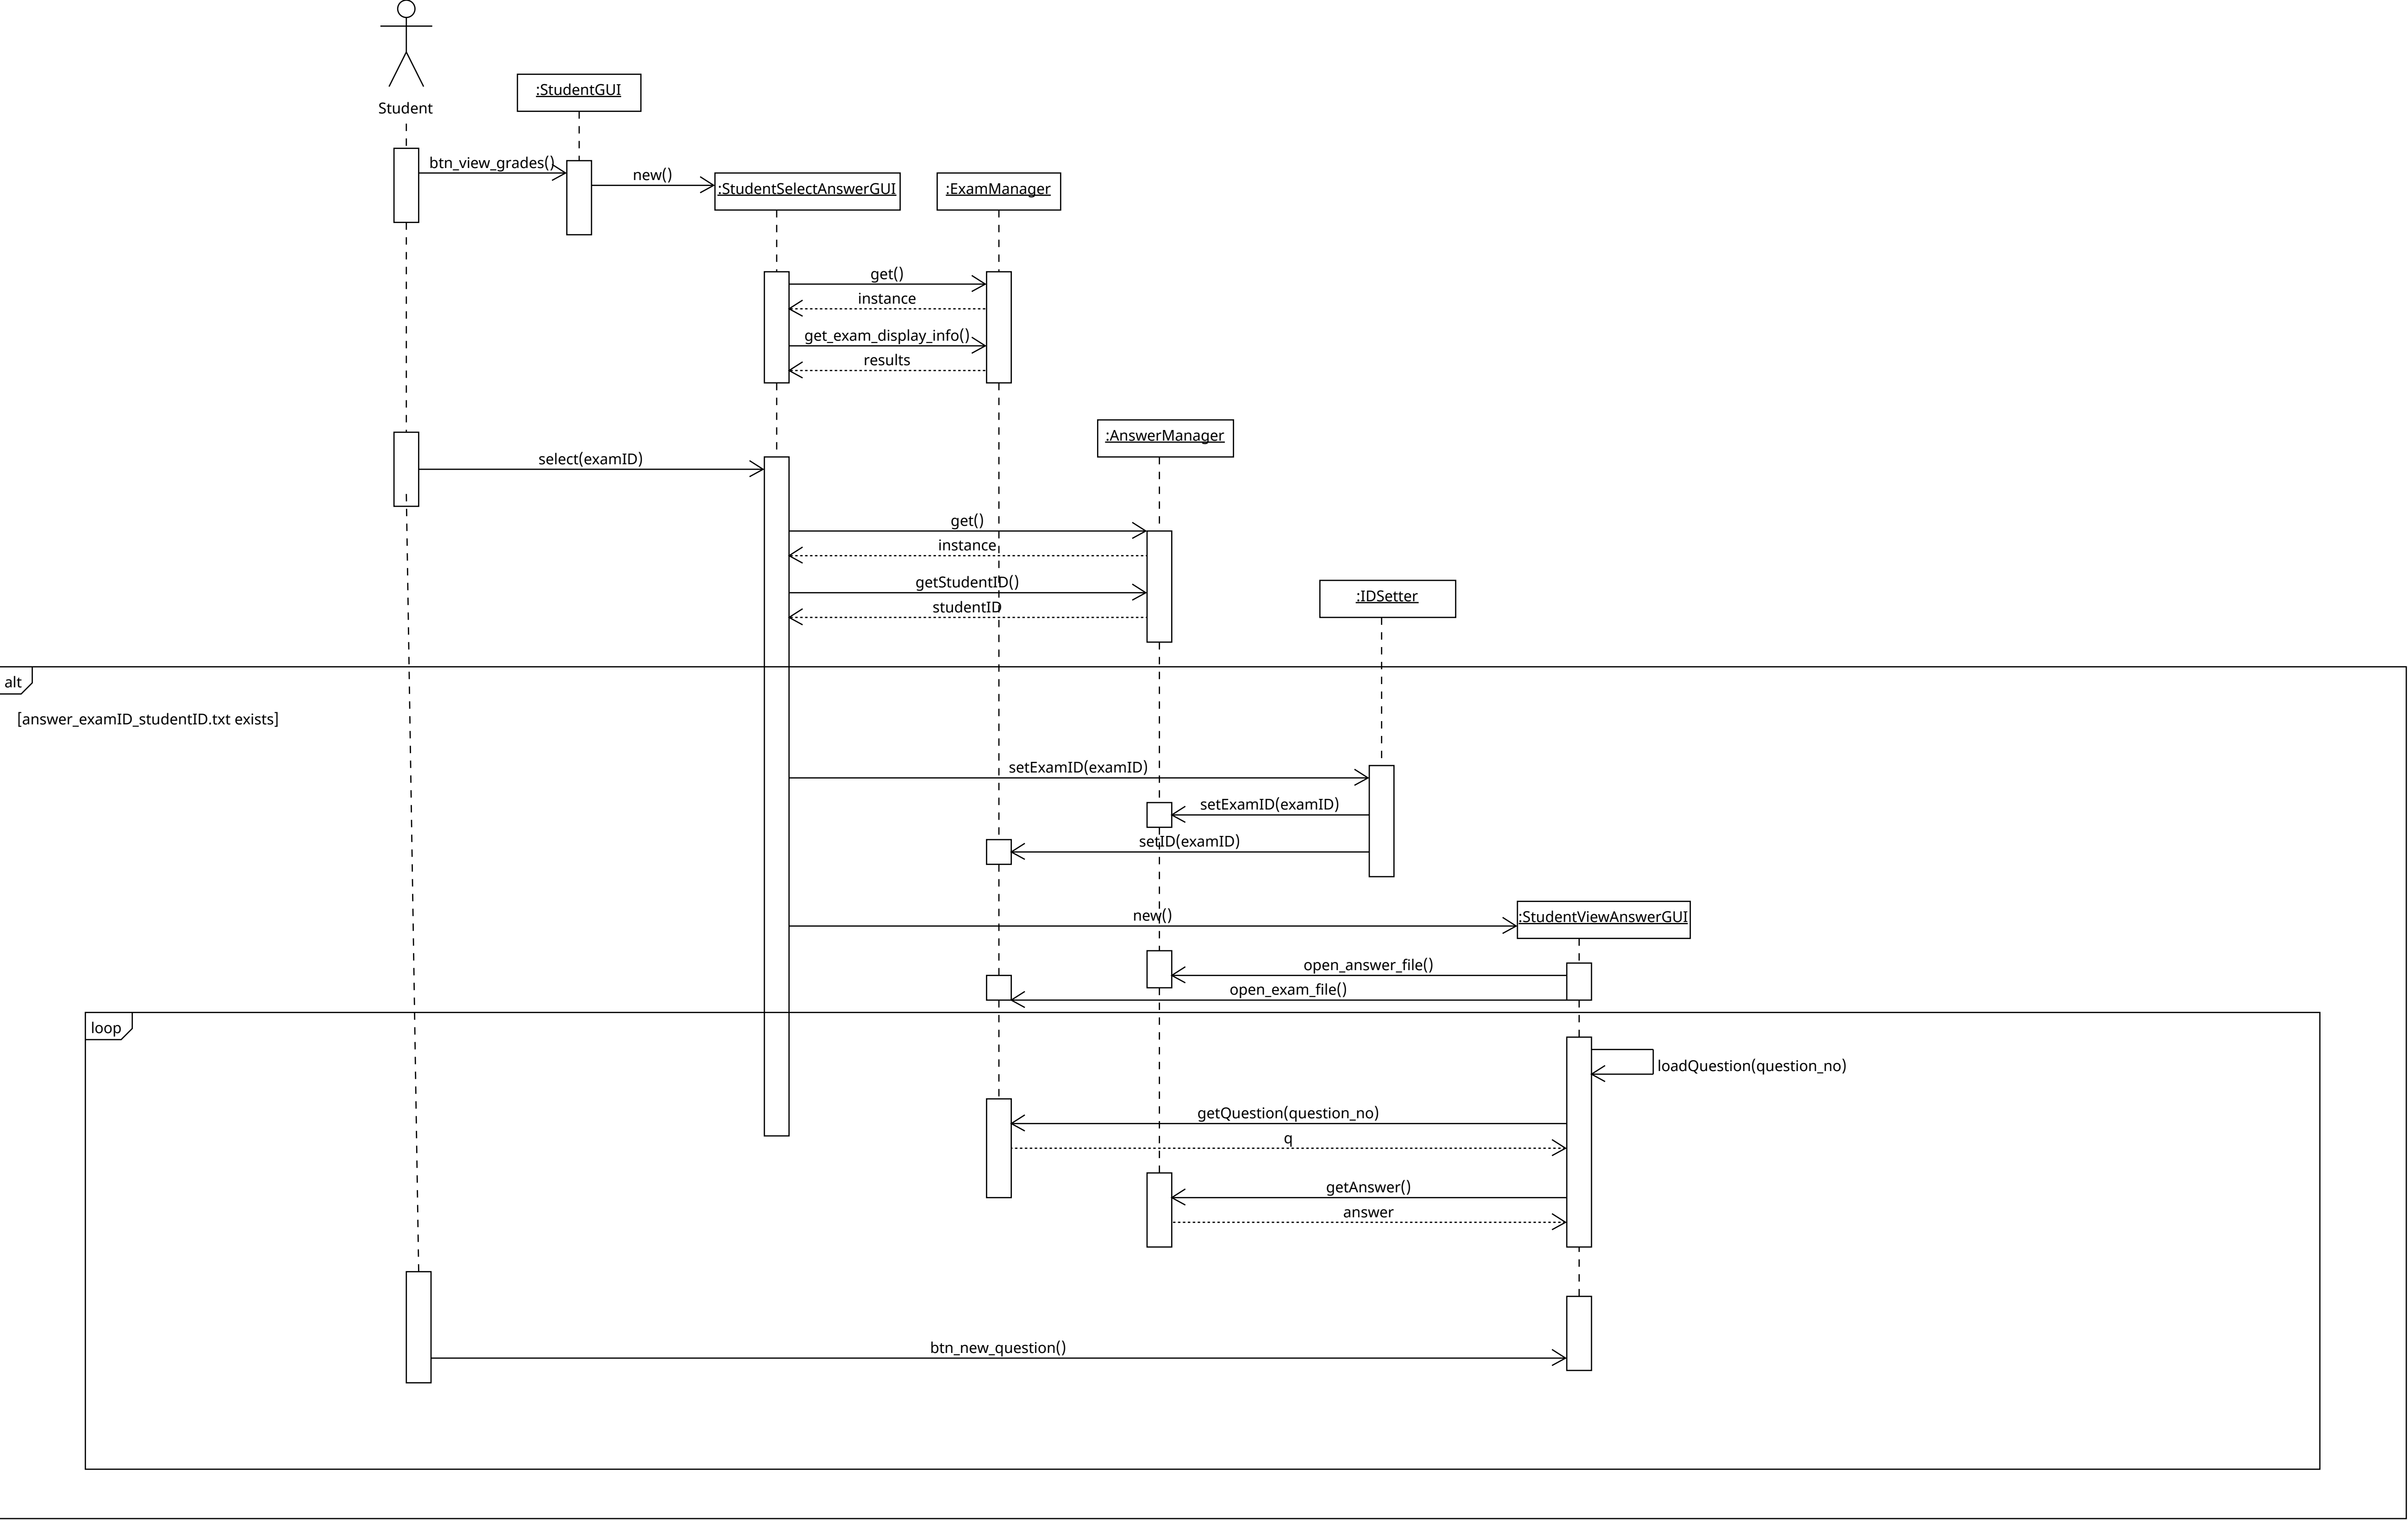 Student
:StudentGUI
btn_view_grades()
new()
:StudentSelectAnswerGUI
:ExamManager
get()
instance
get_exam_display_info()
results
:AnswerManager
select(examID)
get()
instance
getStudentID()
:IDSetter
studentID
alt
[answer_examID_studentID.txt exists]
setExamID(examID)
setExamID(examID)
setID(examID)
new()
:StudentViewAnswerGUI
open_answer_file()
open_exam_file()
loop
loadQuestion(question_no)
getQuestion(question_no)
q
getAnswer()
answer
btn_new_question()